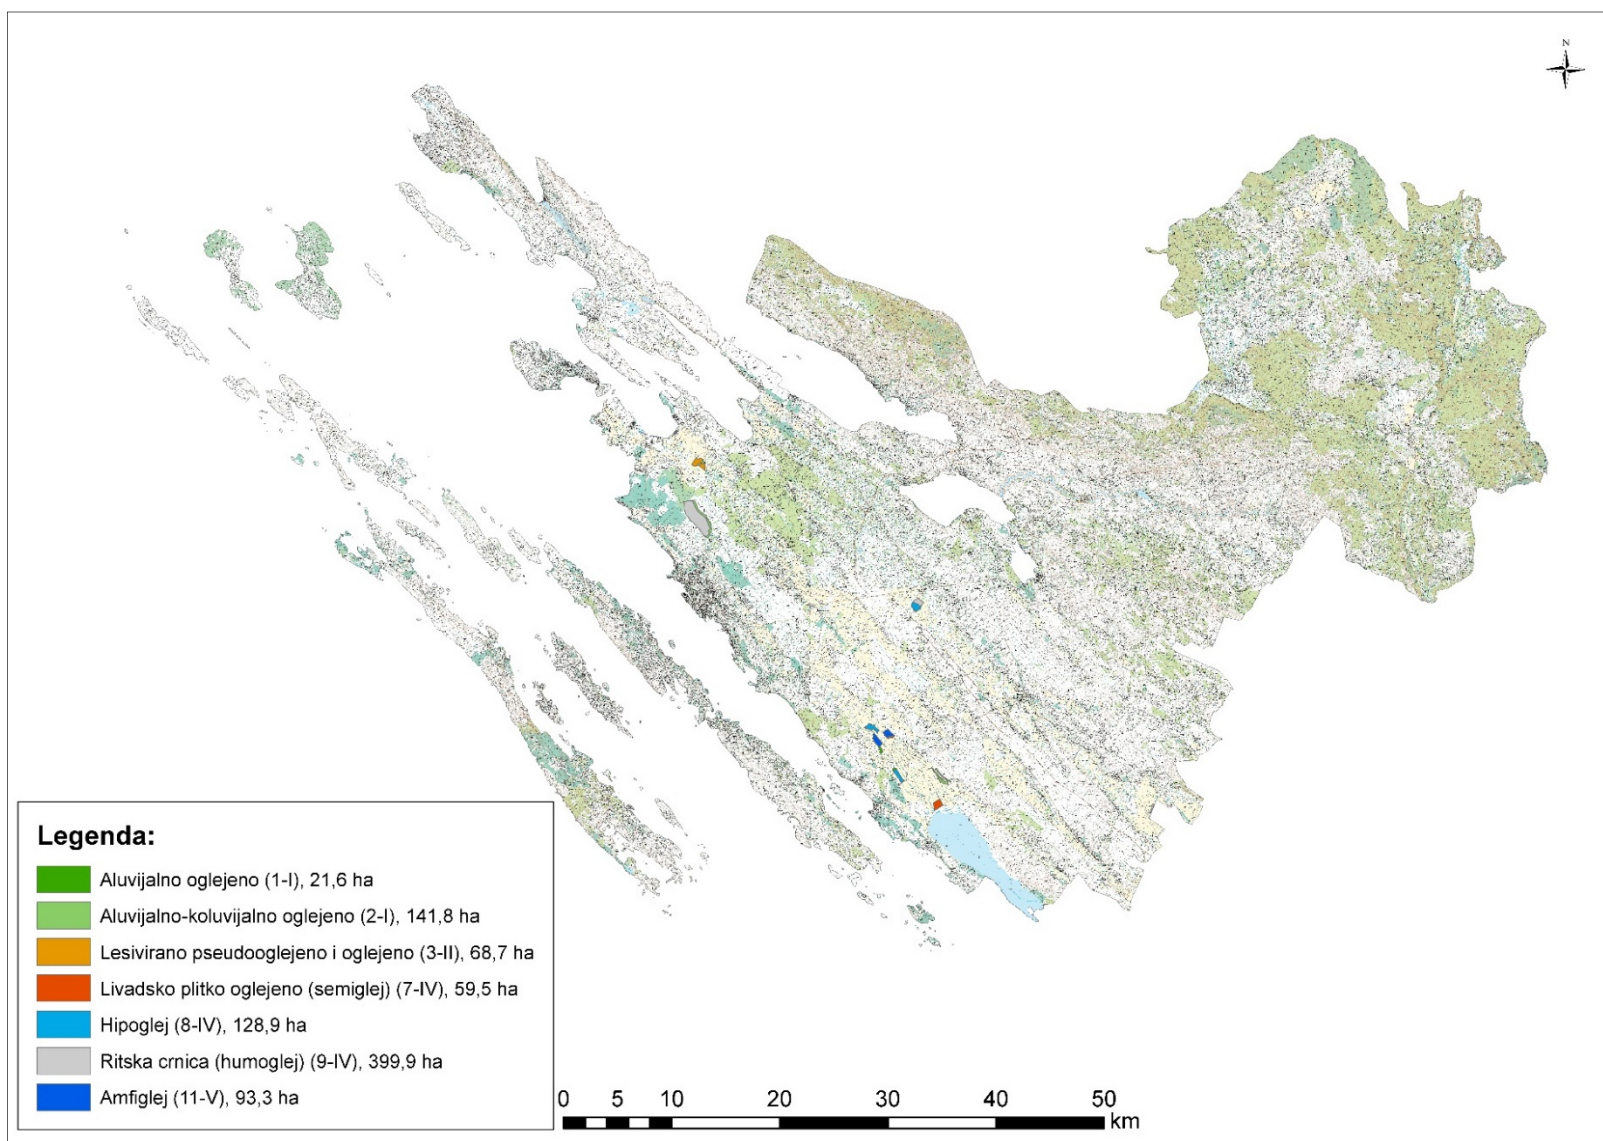 N
Legenda:
Aluvijalno oglejeno (1-I), 21,6 ha
Aluvijalno-koluvijalno oglejeno (2-I), 141,8 ha
Lesivirano pseudooglejeno i oglejeno (3-II), 68,7 ha
Livadsko plitko oglejeno (semiglej) (7-IV), 59,5 ha
Hipoglej (8-IV), 128,9 ha
Ritska crnica (humoglej) (9-IV), 399,9 ha
Amfiglej (11-V), 93,3 ha
0 5 10 20 30 40 50
km